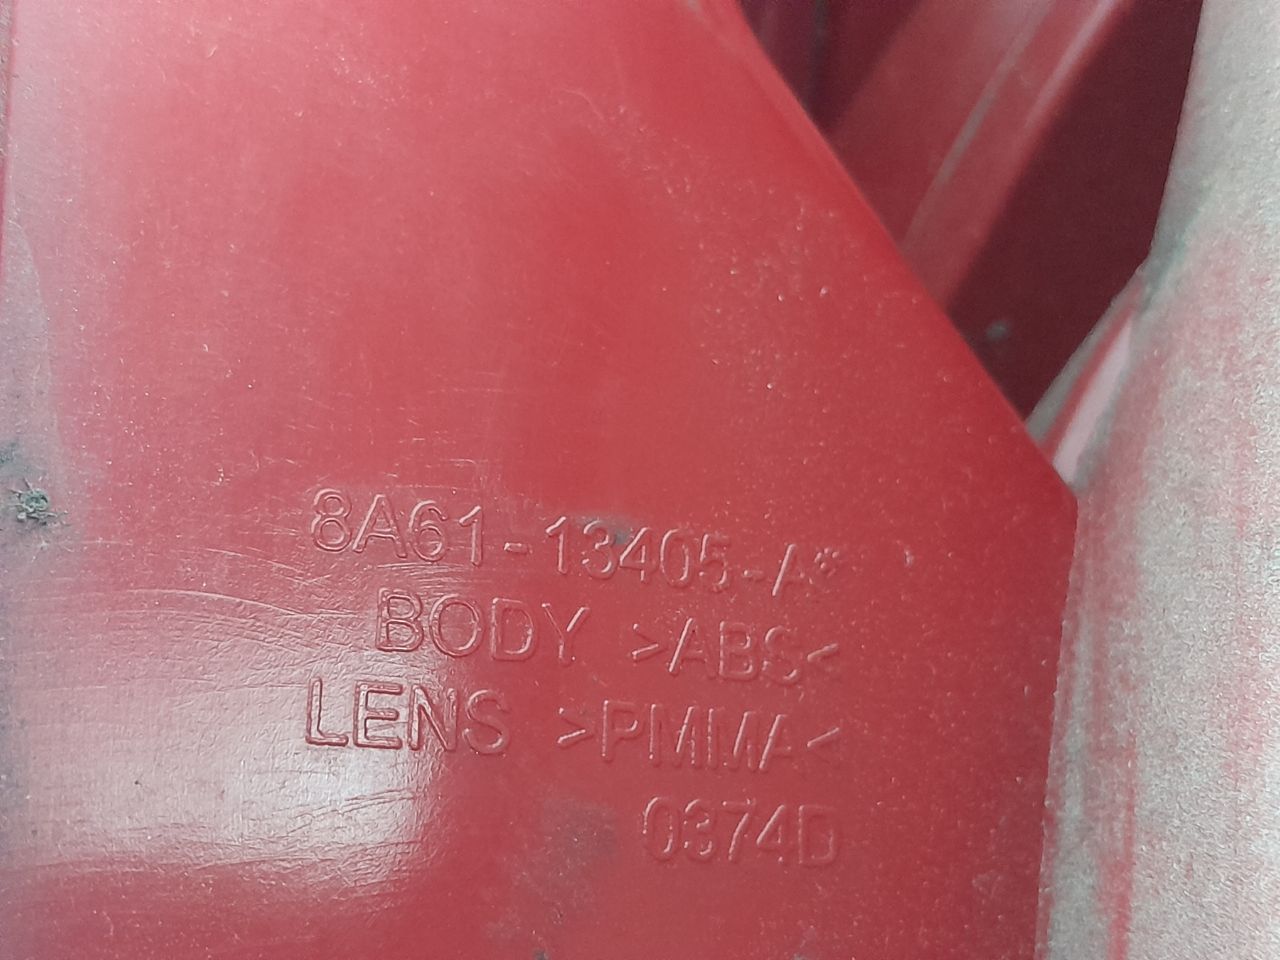 8A61-13405-A*
BODY >ABS<
LENS >PMMA<
0374D